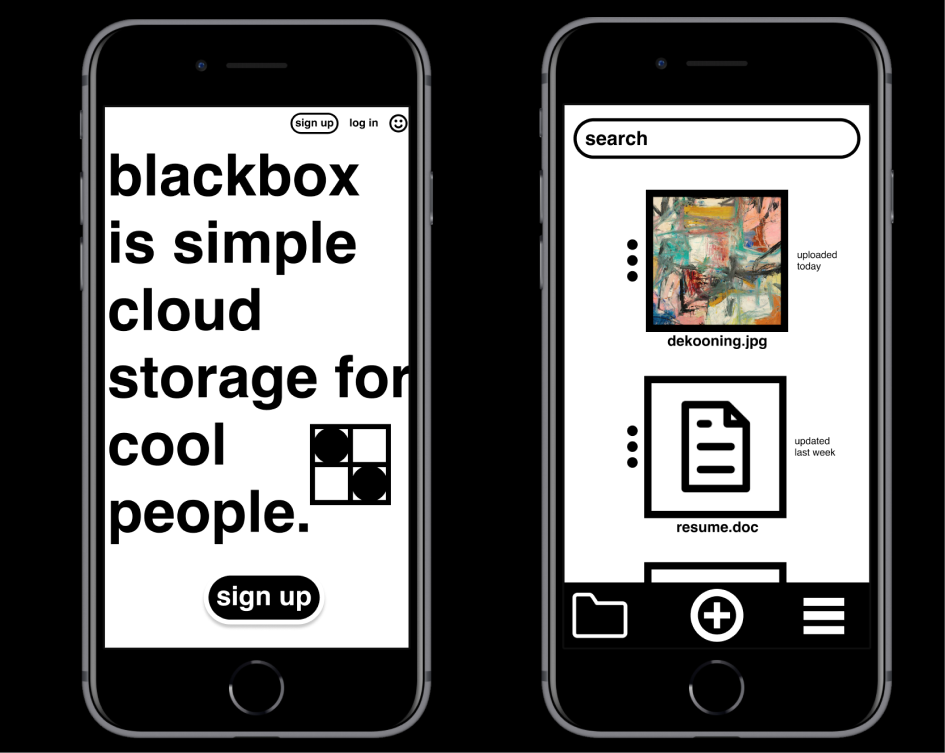 sign up log in
blackbox
is simple
cloud
storage for
cool
people.
sign up
search
uploaded
today
dekooning.jpg
updated
last week
resume.doc